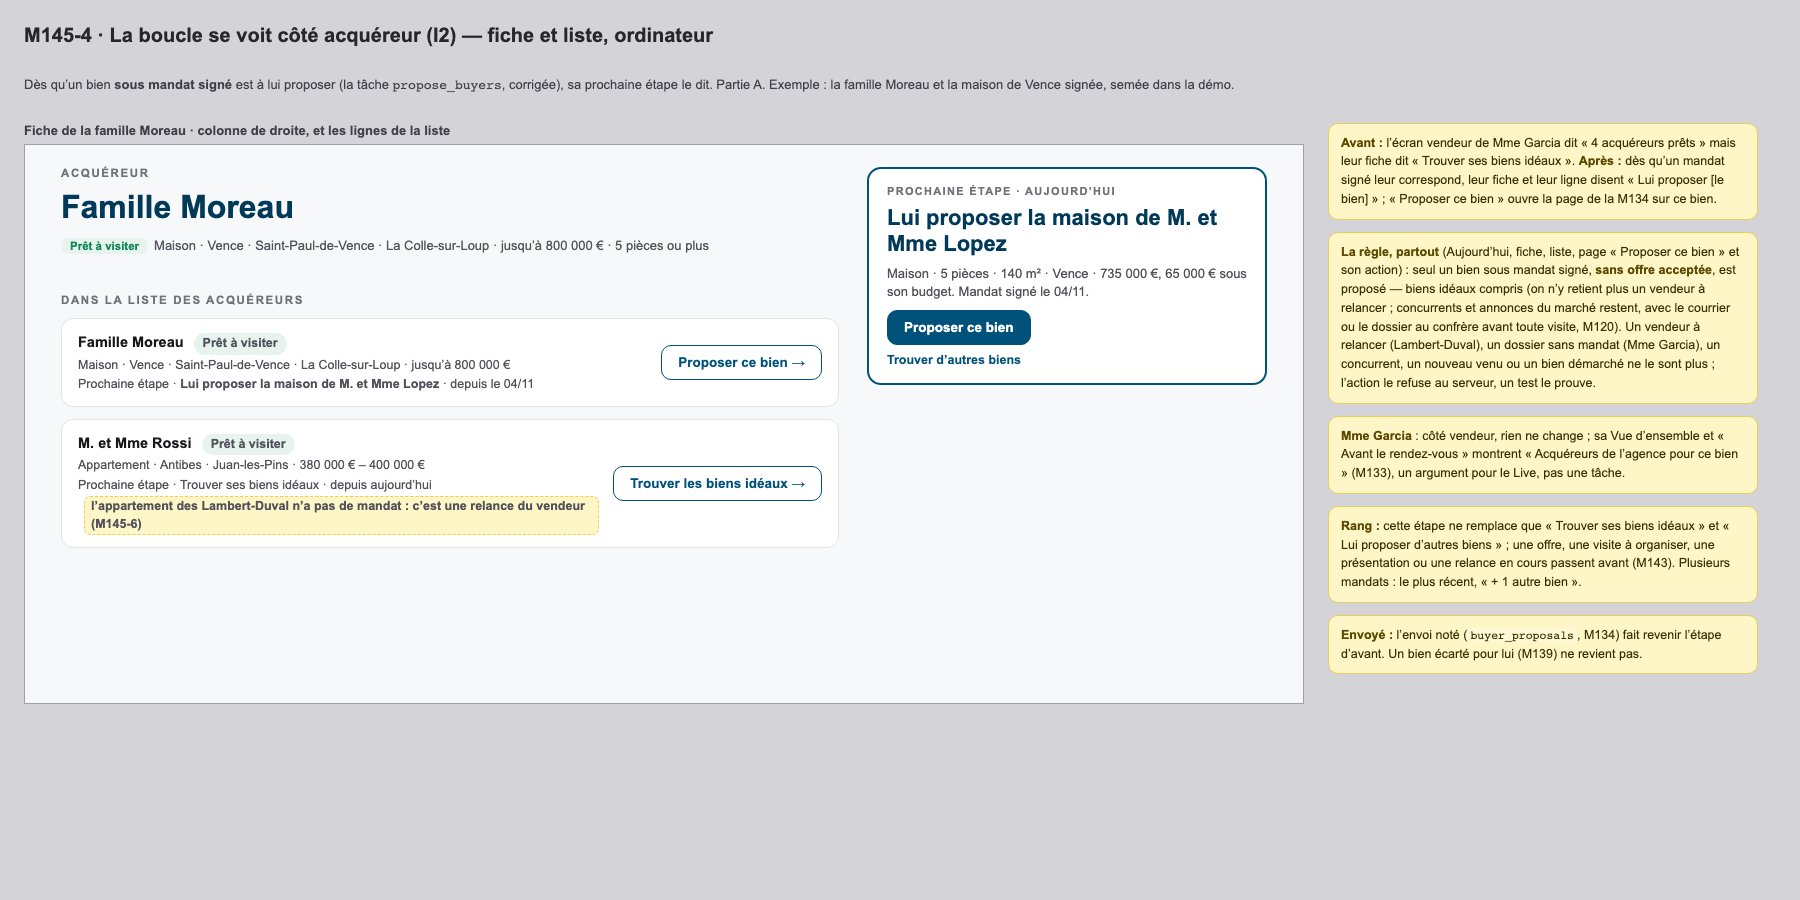 M145-4 · La boucle se voit côté acquéreur (I2) — fiche et liste, ordinateur
Dès qu’un bien sous mandat signé est à lui proposer (la tâche propose_buyers, corrigée), sa prochaine étape le dit. Partie A. Exemple : la famille Moreau et la maison de Vence signée, semée dans la démo.
Fiche de la famille Moreau · colonne de droite, et les lignes de la liste
ACQUÉREUR
Famille Moreau
Prêt à visiter Maison · Vence · Saint-Paul-de-Vence · La Colle-sur-Loup · jusqu’à 800 000 € · 5 pièces ou plus
DANS LA LISTE DES ACQUÉREURS
Famille Moreau Prêt à visiter
Maison · Vence · Saint-Paul-de-Vence · La Colle-sur-Loup · jusqu’à 800 000 €
Prochaine étape · Lui proposer la maison de M. et Mme Lopez · depuis le 04/11
Proposer ce bien →
M. et Mme Rossi Prêt à visiter
Appartement · Antibes · Juan-les-Pins · 380 000 € – 400 000 €
Prochaine étape · Trouver ses biens idéaux · depuis aujourd’hui
l’appartement des Lambert-Duval n’a pas de mandat : c’est une relance du vendeur
(M145-6)
Trouver les biens idéaux →
PROCHAINE ÉTAPE · AUJOURD’HUI
Lui proposer la maison de M. et
Mme Lopez
Maison · 5 pièces · 140 m² · Vence · 735 000 €, 65 000 € sous
son budget. Mandat signé le 04/11.
Proposer ce bien
Trouver d’autres biens
Avant : l’écran vendeur de Mme Garcia dit « 4 acquéreurs prêts » mais
leur fiche dit « Trouver ses biens idéaux ». Après : dès qu’un mandat
signé leur correspond, leur fiche et leur ligne disent « Lui proposer [le
bien] » ; « Proposer ce bien » ouvre la page de la M134 sur ce bien.
La règle, partout (Aujourd’hui, fiche, liste, page « Proposer ce bien » et
son action) : seul un bien sous mandat signé, sans offre acceptée, est
proposé — biens idéaux compris (on n’y retient plus un vendeur à
relancer ; concurrents et annonces du marché restent, avec le courrier
ou le dossier au confrère avant toute visite, M120). Un vendeur à
relancer (Lambert-Duval), un dossier sans mandat (Mme Garcia), un
concurrent, un nouveau venu ou un bien démarché ne le sont plus ;
l’action le refuse au serveur, un test le prouve.
Mme Garcia : côté vendeur, rien ne change ; sa Vue d’ensemble et «
Avant le rendez-vous » montrent « Acquéreurs de l’agence pour ce bien
» (M133), un argument pour le Live, pas une tâche.
Rang : cette étape ne remplace que « Trouver ses biens idéaux » et «
Lui proposer d’autres biens » ; une offre, une visite à organiser, une
présentation ou une relance en cours passent avant (M143). Plusieurs
mandats : le plus récent, « + 1 autre bien ».
Envoyé : l’envoi noté ( buyer_proposals , M134) fait revenir l’étape
d’avant. Un bien écarté pour lui (M139) ne revient pas.